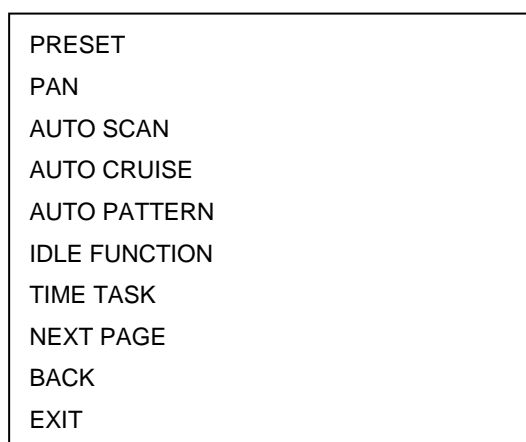 PRESET
PAN
AUTO SCAN
AUTO CRUISE
AUTO PATTERN
IDLE FUNCTION
TIME TASK
NEXT PAGE
BACK
EXIT